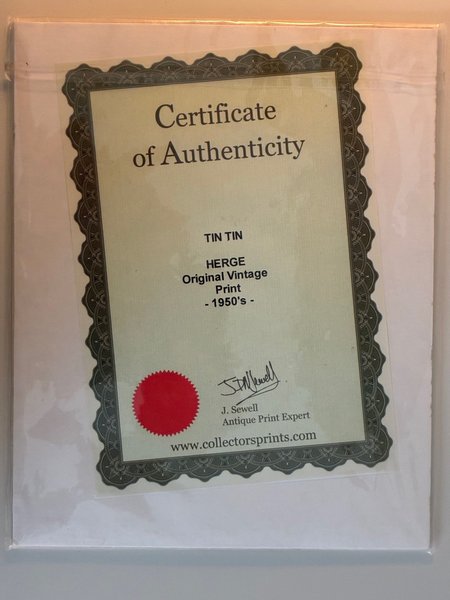 Certificate
of Authenticity
TIN TIN
HERGE
Original Vintage
Print
- 1950's -
J. Sewell
Antique Print Expert
www.collectorsprints.com